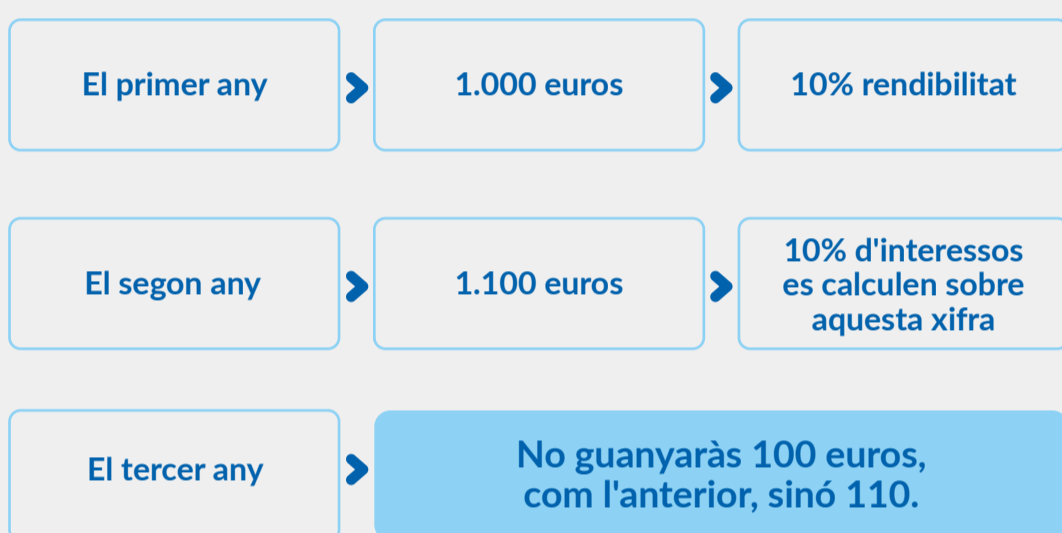 El primer any
1.000 euros
10% rendibilitat
El segon any
1.100 euros
10% d'interessos
es calculen sobre
aquesta xifra
El tercer any
No guanyaràs 100 euros,
com l'anterior, sinó 110.